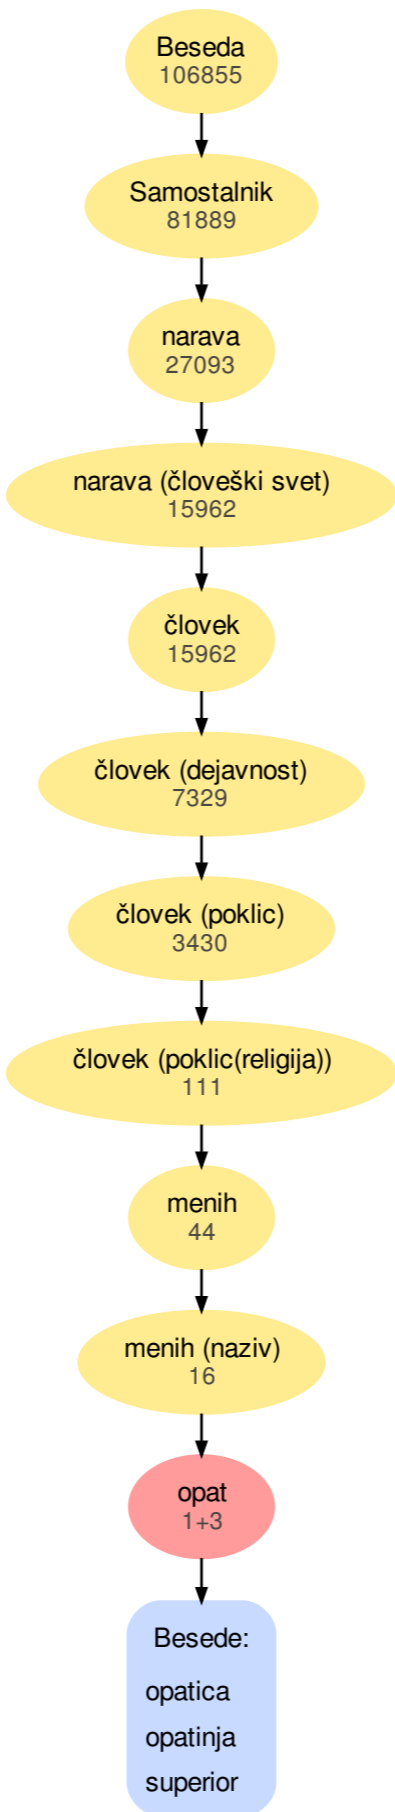 Beseda
106855
Samostalnik
81889
narava
27093
narava (človeški svet)
15962
človek
15962
človek (dejavnost)
7329
človek (poklic)
3430
človek (poklic(religija))
111
menih
44
menih (naziv)
16
opat
1+3
Besede:
opatica
opatinja
superior